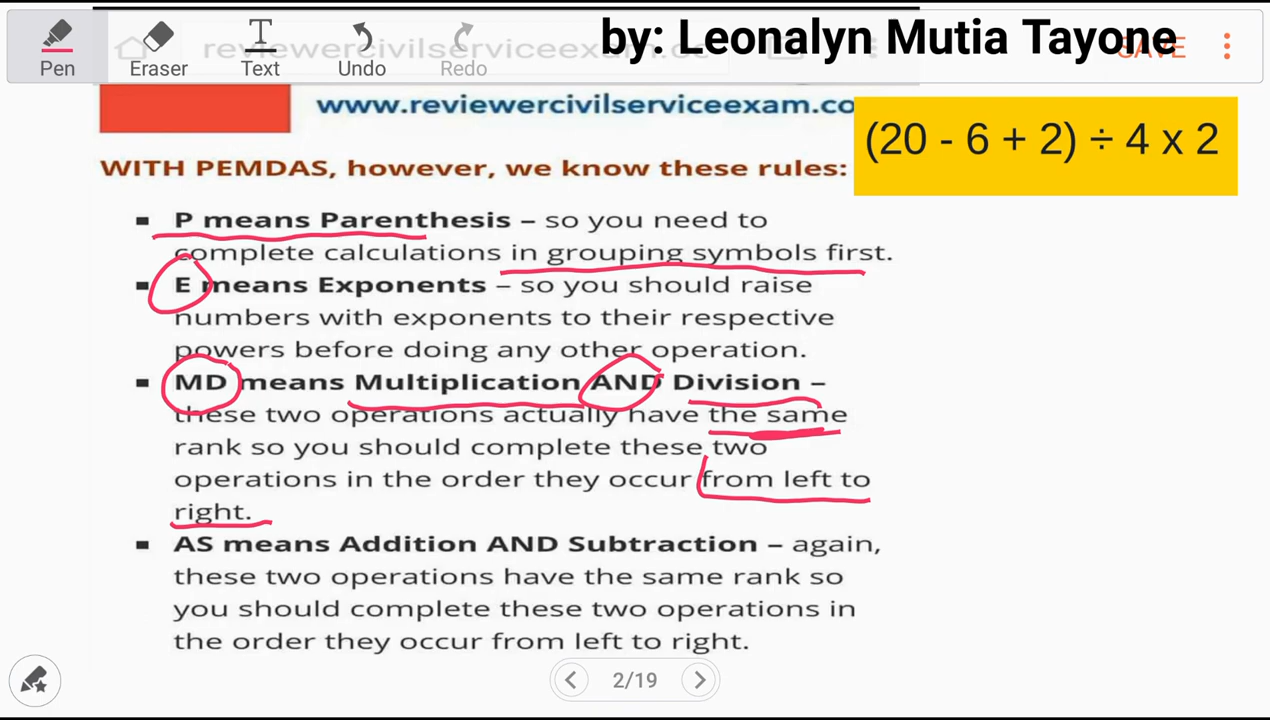 by: Leonalyn Mutia Tayone
reviewercivilserviceexam.co
SAVE
Pen
Eraser
Text
Undo
Redo
www.reviewercivilserviceexam.co
(20 - 6 + 2) ÷ 4 x 2
WITH PEMDAS, however, we know these rules:
▪ P means Parenthesis – so you need to
complete calculations in grouping symbols first.
▪ E means Exponents – so you should raise
numbers with exponents to their respective
powers before doing any other operation.
▪ MD means Multiplication AND Division –
these two operations actually have the same
rank so you should complete these two
operations in the order they occur from left to
right.
▪ AS means Addition AND Subtraction – again,
these two operations have the same rank so
you should complete these two operations in
the order they occur from left to right.
2/19